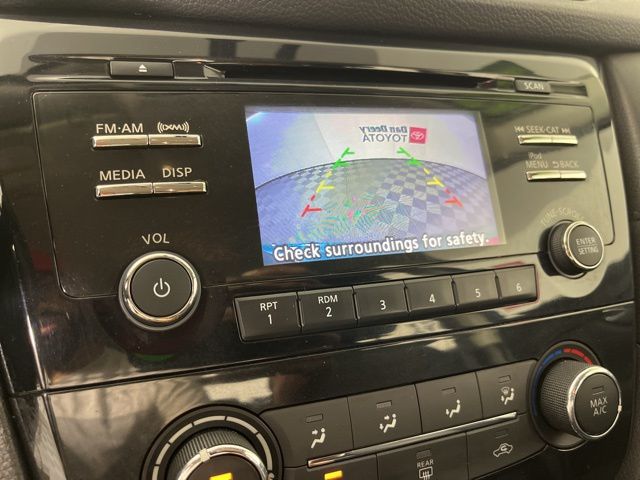 SCAN
FM·AM ((XM))
MEDIA DISP
VOL
Dan Deery
TOYOTA
Check surroundings for safety.
SEEK·CAT
iPod
MENU BACK
TUNE·SCROLL
ENTER
SETTING
RPT
1
RDM
2
3
4
5
6
MAX
A/C
REAR